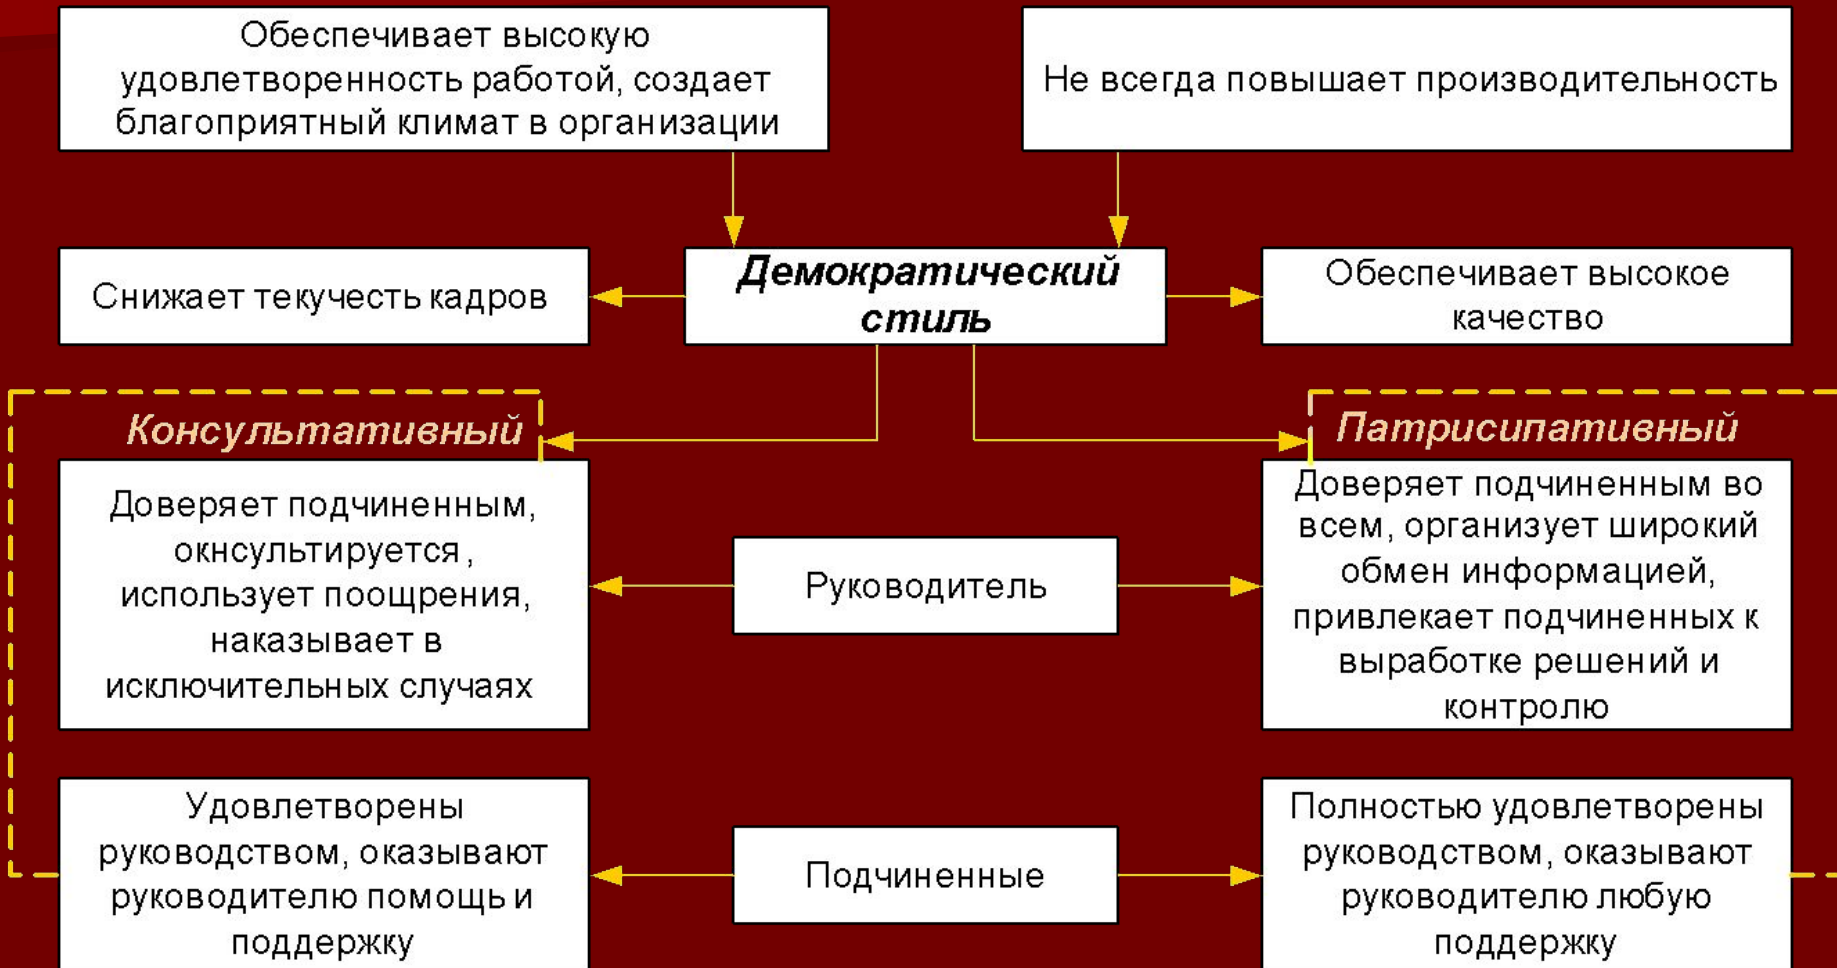 Обеспечивает высокую
удовлетворенность работой, создает
благоприятный климат в организации
Не всегда повышает производительность
Снижает текучесть кадров
Демократический
стиль
Обеспечивает высокое
качество
Консультативный
Патрисипативный
Доверяет подчиненным,
окнсультируется,
использует поощрения,
наказывает в
исключительных случаях
Руководитель
Доверяет подчиненным во
всем, организует широкий
обмен информацией,
привлекает подчиненных к
выработке решений и
контролю
Удовлетворены
руководством, оказывают
руководителю помощь и
поддержку
Подчиненные
Полностью удовлетворены
руководством, оказывают
руководителю любую
поддержку